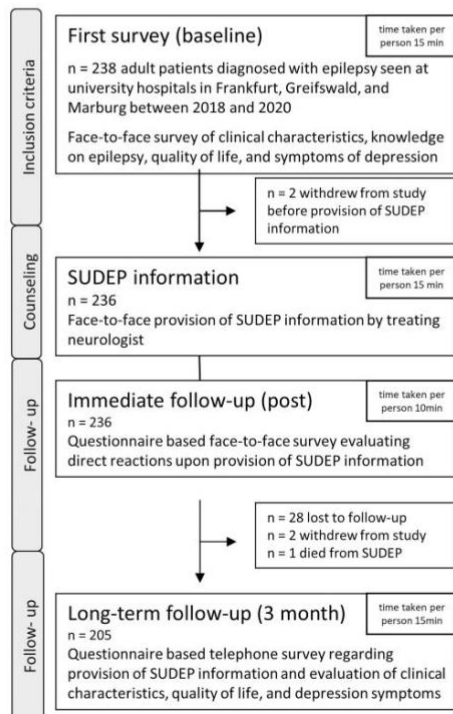 Inclusion criteria
First survey (baseline)
time taken per
person 15 min
n = 238 adult patients diagnosed with epilepsy seen at
university hospitals in Frankfurt, Greifswald, and
Marburg between 2018 and 2020
Face-to-face survey of clinical characteristics, knowledge
on epilepsy, quality of life, and symptoms of depression
n = 2 withdrew from study
before provision of SUDEP
information
Counseling
SUDEP information
time taken per
person 15 min
n = 236
Face-to-face provision of SUDEP information by treating
neurologist
Follow- up
Immediate follow-up (post)
time taken per
person 10min
n = 236
Questionnaire based face-to-face survey evaluating
direct reactions upon provision of SUDEP information
n = 28 lost to follow-up
n = 2 withdrew from study
n = 1 died from SUDEP
Follow- up
Long-term follow-up (3 month)
time taken per
person 15min
n = 205
Questionnaire based telephone survey regarding
provision of SUDEP information and evaluation of clinical
characteristics, quality of life, and depression symptoms